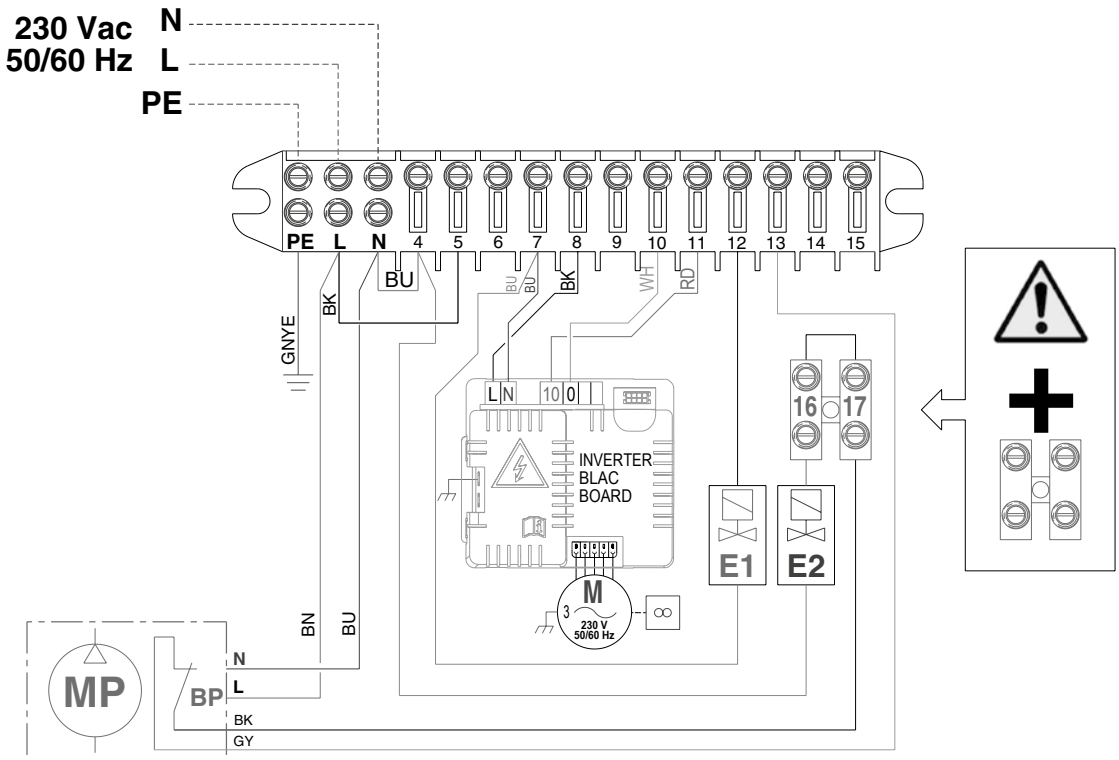 230 Vac N
50/60 Hz L
PE
PE L N 4 5 6 7 8 9 10 11 12 13 14 15
BU
BU
BU
BK
WH
RD
BK
GNYE
L N 10 0
16 17
INVERTER
BLAC
BOARD
E1 E2
M
3
230 V
50/60 Hz
BN
BU
N
L
MP
BP
BK
GY